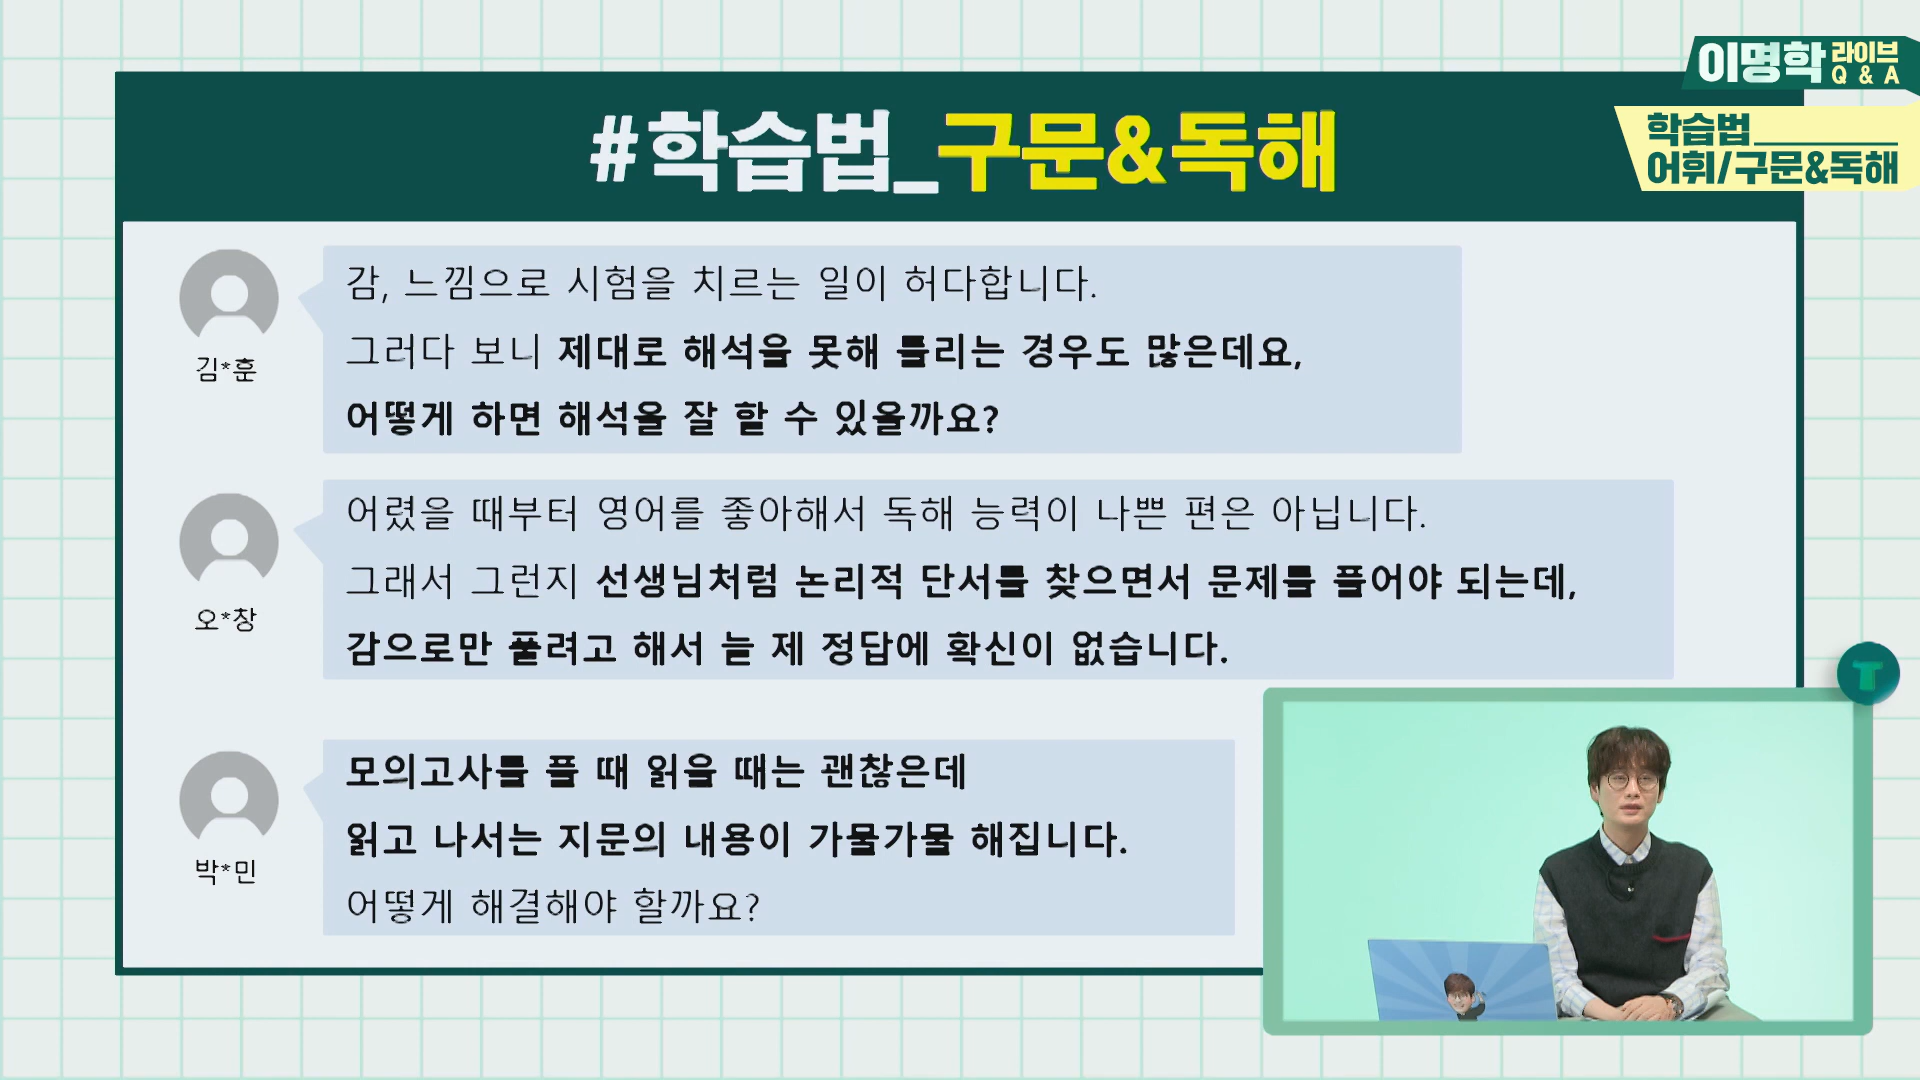 이명학 라이브 Q & A
학습법
어휘/구문&독해
#학습법_구문&독해
감, 느낌으로 시험을 치르는 일이 허다합니다.
그러다 보니 제대로 해석을 못해 틀리는 경우도 많은데요,
어떻게 하면 해석을 잘 할 수 있을까요?
김*훈
어렸을 때부터 영어를 좋아해서 독해 능력이 나쁜 편은 아닙니다.
그래서 그런지 선생님처럼 논리적 단서를 찾으면서 문제를 풀어야 되는데,
감으로만 풀려고 해서 늘 제 정답에 확신이 없습니다.
오*창
모의고사를 풀 때 읽을 때는 괜찮은데
읽고 나서는 지문의 내용이 가물가물 해집니다.
어떻게 해결해야 할까요?
박*민
T